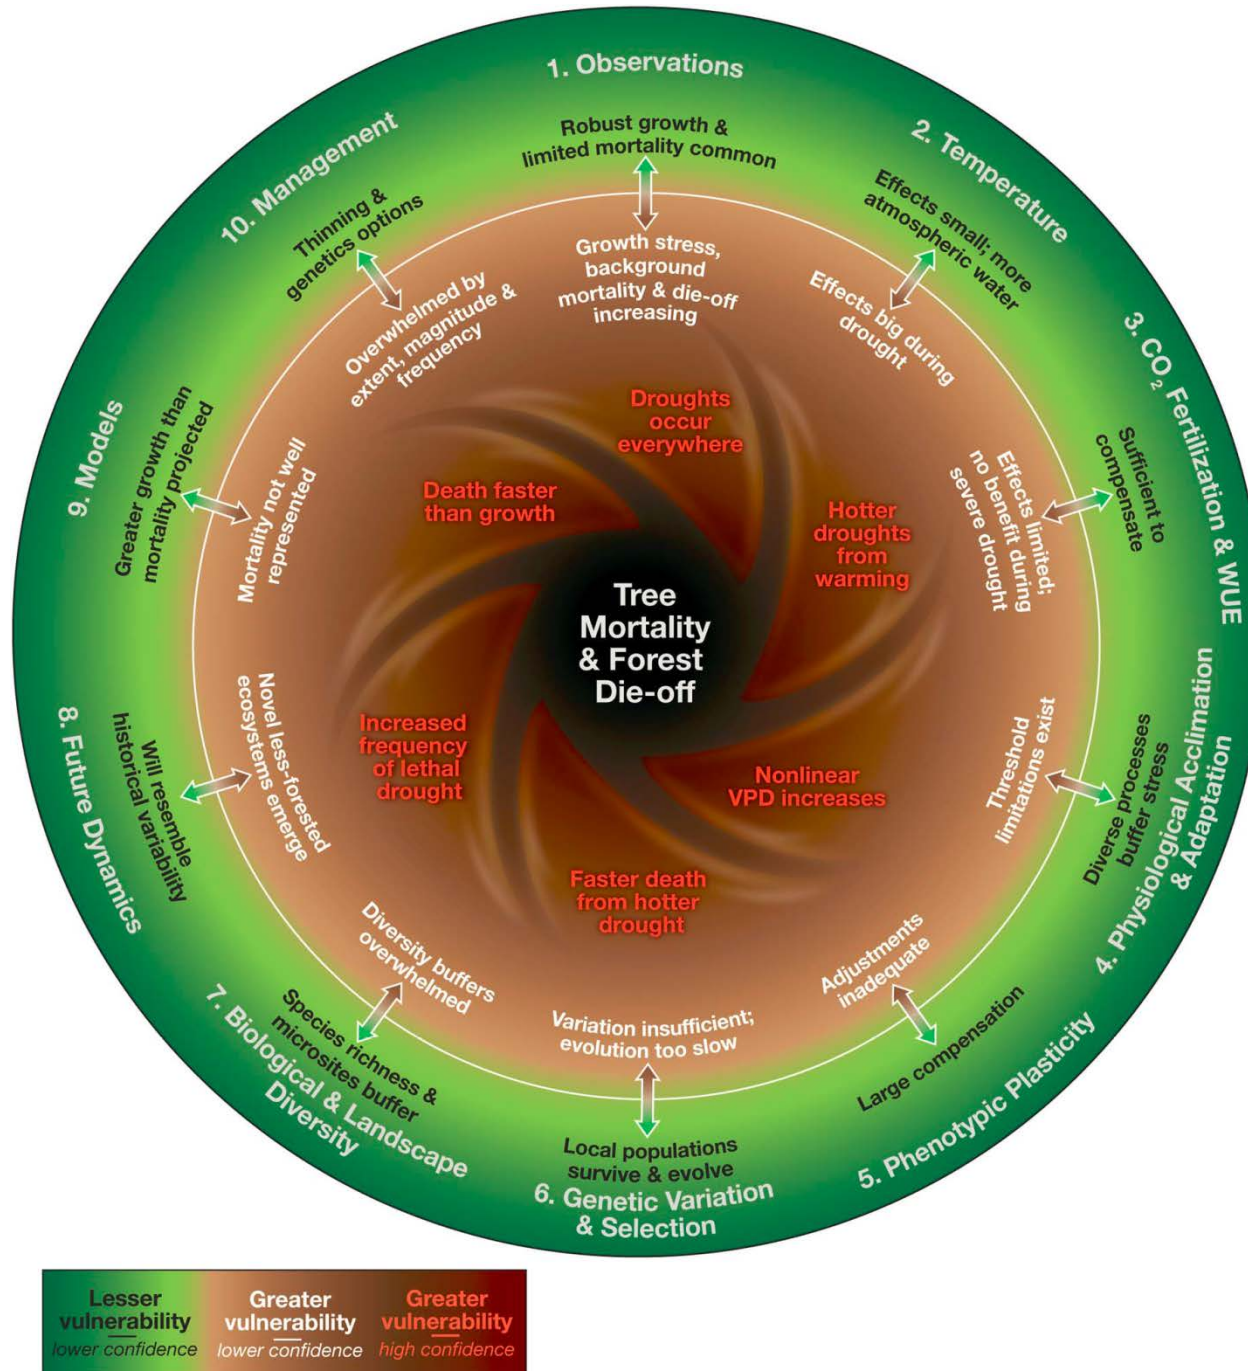 1. Observations
Robust growth &
limited mortality common
Growth stress,
background
mortality & die-off
increasing
2. Temperature
Effects small; more
atmospheric water
Effects big during
drought
3. CO₂ Fertilization & WUE
Sufficient to
compensate
Effects limited;
no benefit during
severe drought
4. Physiological Acclimation
& Adaptation
Diverse processes
buffer stress
Threshold
limitations exist
5. Phenotypic Plasticity
Large compensation
Adjustments
inadequate
Variation insufficient;
evolution too slow
Local populations
survive & evolve
6. Genetic Variation
& Selection
7. Biological & Landscape
Diversity
Species richness &
microsites buffer
Diversity buffers
overwhelmed
8. Future Dynamics
Will resemble
historical variability
Novel less-forested
ecosystems emerge
9. Models
Greater growth than
mortality projected
Mortality not well
represented
10. Management
Thinning &
genetics options
Overwhelmed by
extent, magnitude &
frequency
Droughts
occur
everywhere
Hotter
droughts
from
warming
Nonlinear
VPD increases
Faster death
from hotter
drought
Increased
frequency
of lethal
drought
Death faster
than growth
Tree
Mortality
& Forest
Die-off
Lesser
vulnerability
lower confidence
Greater
vulnerability
lower confidence
Greater
vulnerability
high confidence